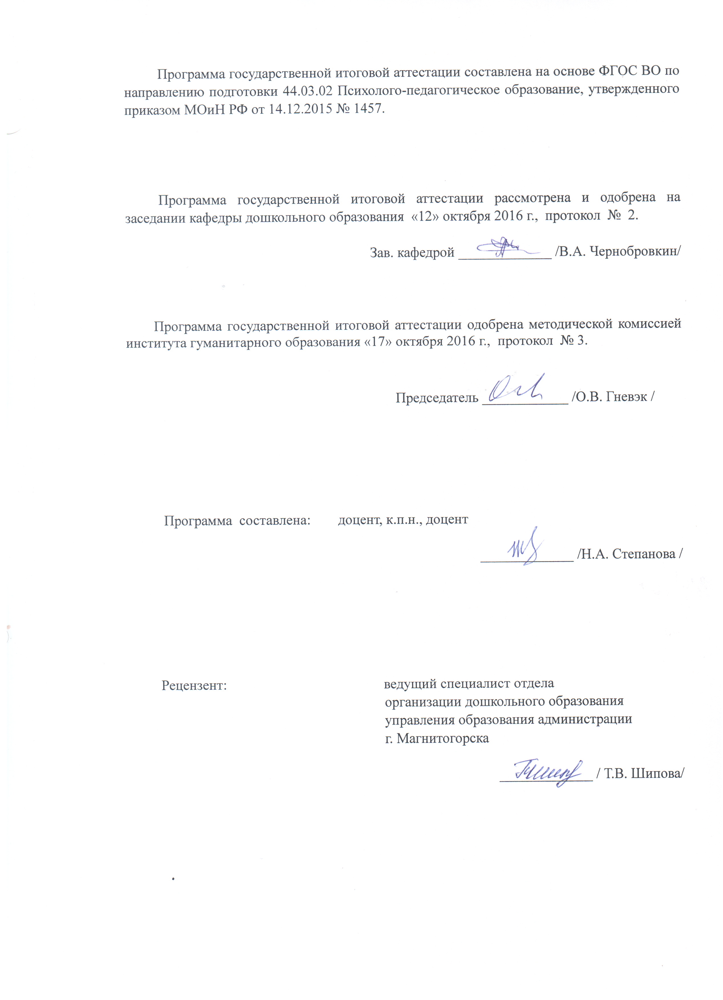 Программа государственной итоговой аттестации составлена на основе ФГОС ВО по
направлению подготовки 44.03.02 Психолого-педагогическое образование, утвержденного
приказом МОиН РФ от 14.12.2015 № 1457.
Программа государственной итоговой аттестации рассмотрена и одобрена на
заседании кафедры дошкольного образования «12» октября 2016 г., протокол № 2.
Зав. кафедрой _____________ /В.А. Чернобровкин/
Программа государственной итоговой аттестации одобрена методической комиссией
института гуманитарного образования «17» октября 2016 г., протокол № 3.
Председатель ____________ /О.В. Гневэк /
Программа составлена: доцент, к.п.н., доцент
_____________ /Н.А. Степанова /
Рецензент: ведущий специалист отдела
организации дошкольного образования
управления образования администрации
г. Магнитогорска
_____________ / Т.В. Шипова/